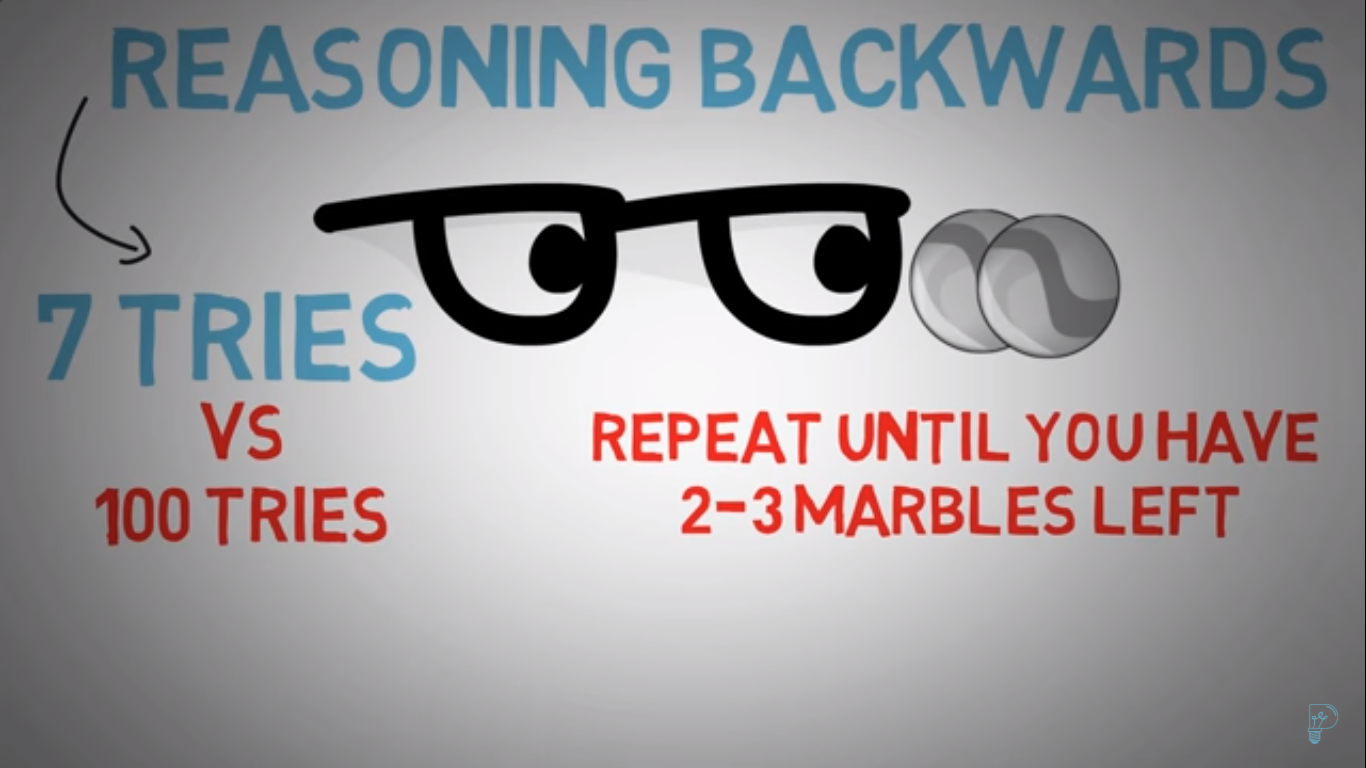 REASONING BACKWARDS
7 TRIES
VS
100 TRIES
REPEAT UNTIL YOU HAVE
2-3 MARBLES LEFT